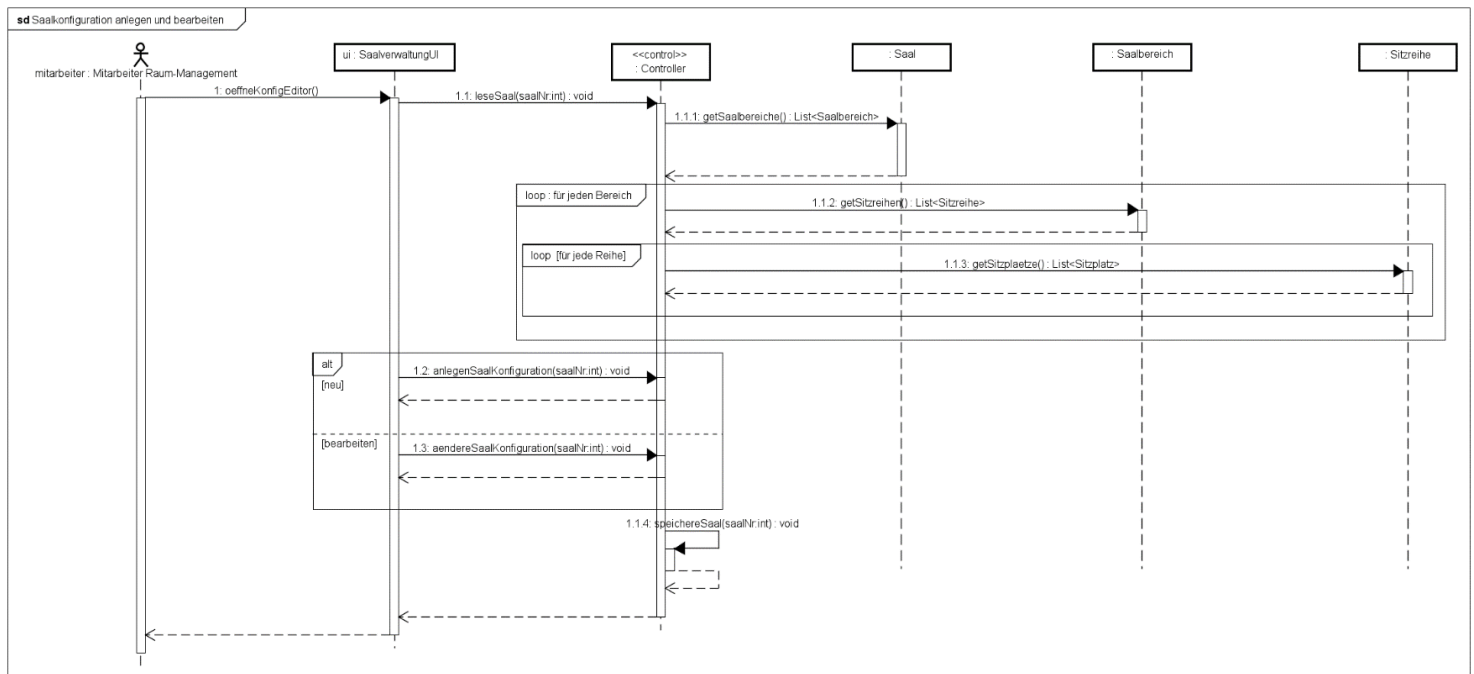 sd Saalkonfiguration anlegen und bearbeiten
mitarbeiter : Mitarbeiter Raum-Management
ui : SaalverwaltungUI
<<control>>
: Controller
: Saal
: Saalbereich
: Sitzreihe
1: oeffneKonfigEditor()
1.1: leseSaal(saalNr:int) : void
1.1.1: getSaalbereiche() : List<Saalbereich>
loop : für jeden Bereich
1.1.2: getSitzreihen() : List<Sitzreihe>
loop [für jede Reihe]
1.1.3: getSitzplaetze() : List<Sitzplatz>
alt
1.2: anlegenSaalKonfiguration(saalNr:int) : void
[neu]
[bearbeiten]
1.3: aendereSaalKonfiguration(saalNr:int) : void
1.1.4: speichereSaal(saalNr:int) : void